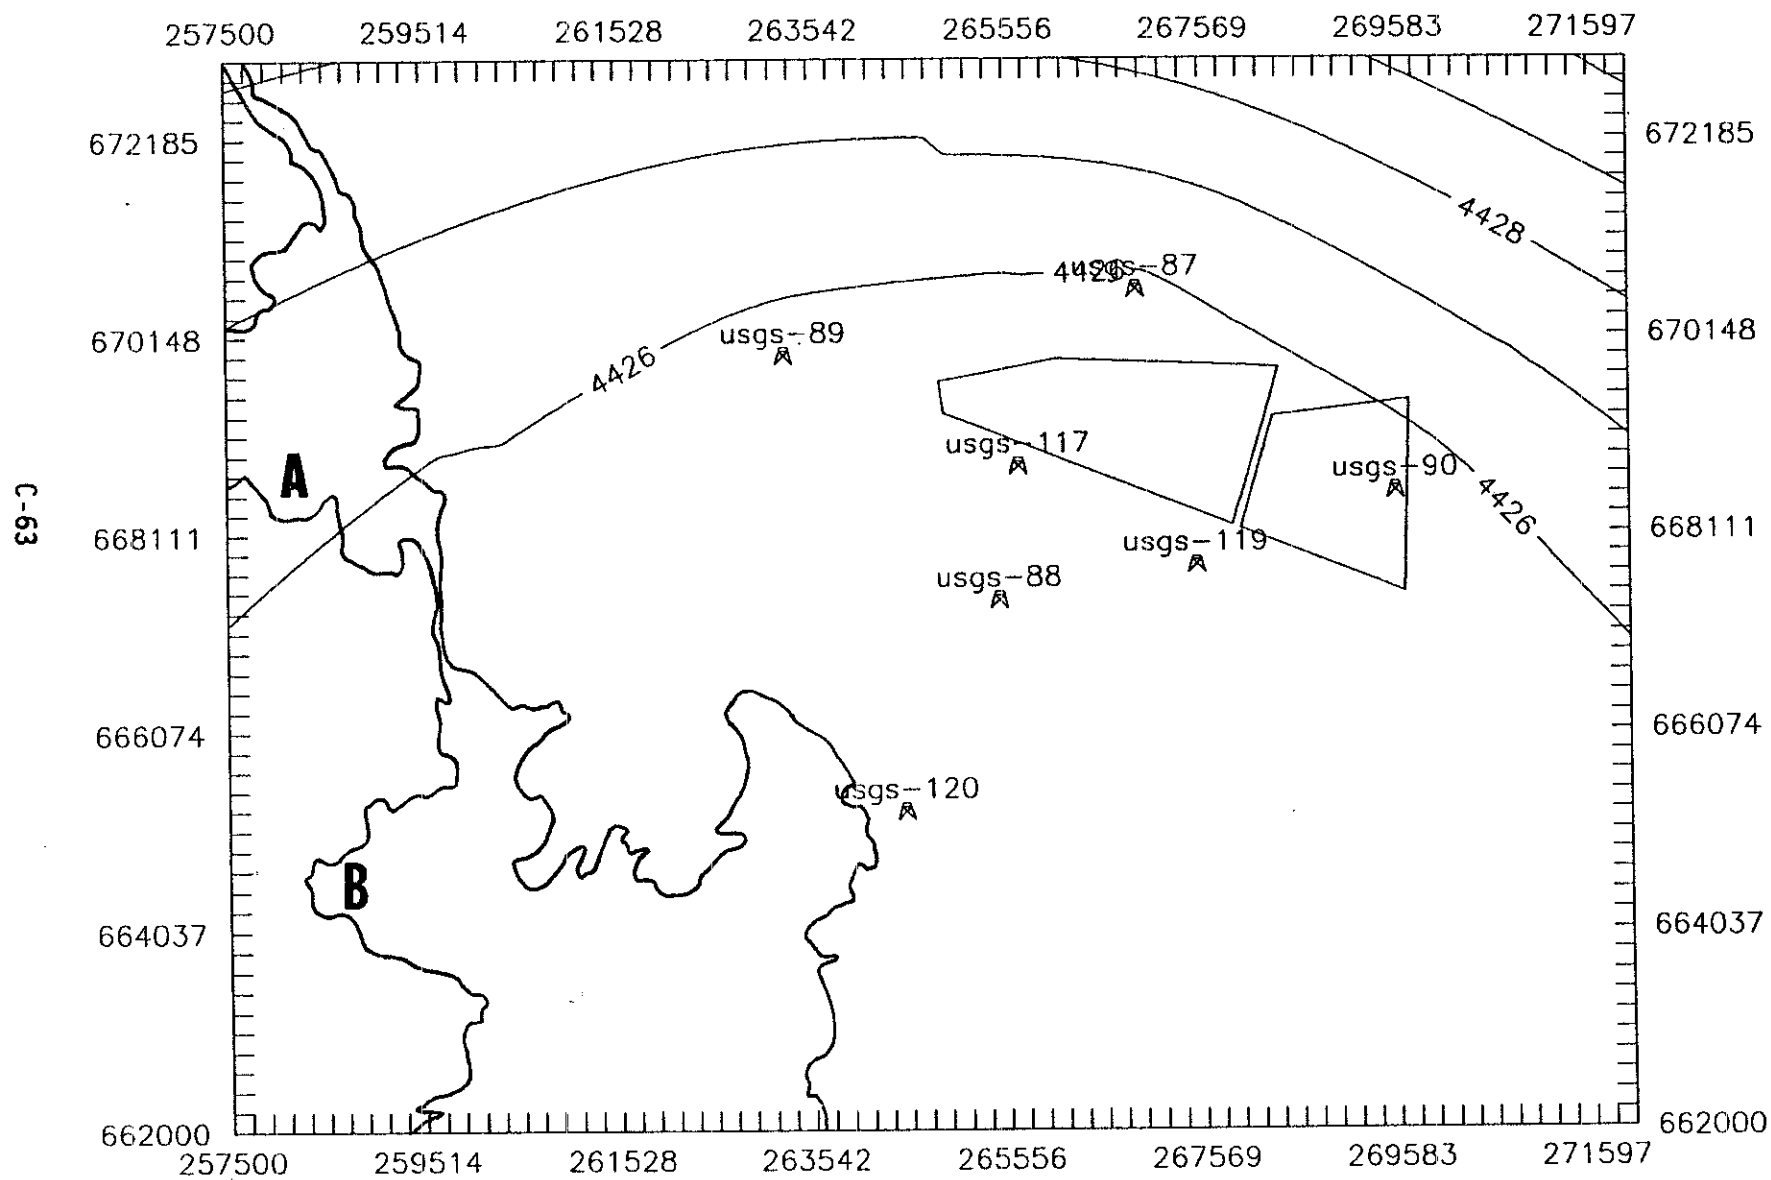 257500 259514 261528 263542 265556 267569 269583 271597
672185 672185
4428
4426 usgs-87
670148 usgs-89 670148
4426
usgs-117
A usgs-90
4426
C-63
668111 usgs-119 668111
usgs-88
666074 666074
usgs-120
B
664037 664037
662000 662000
257500 259514 261528 263542 265556 267569 269583 271597